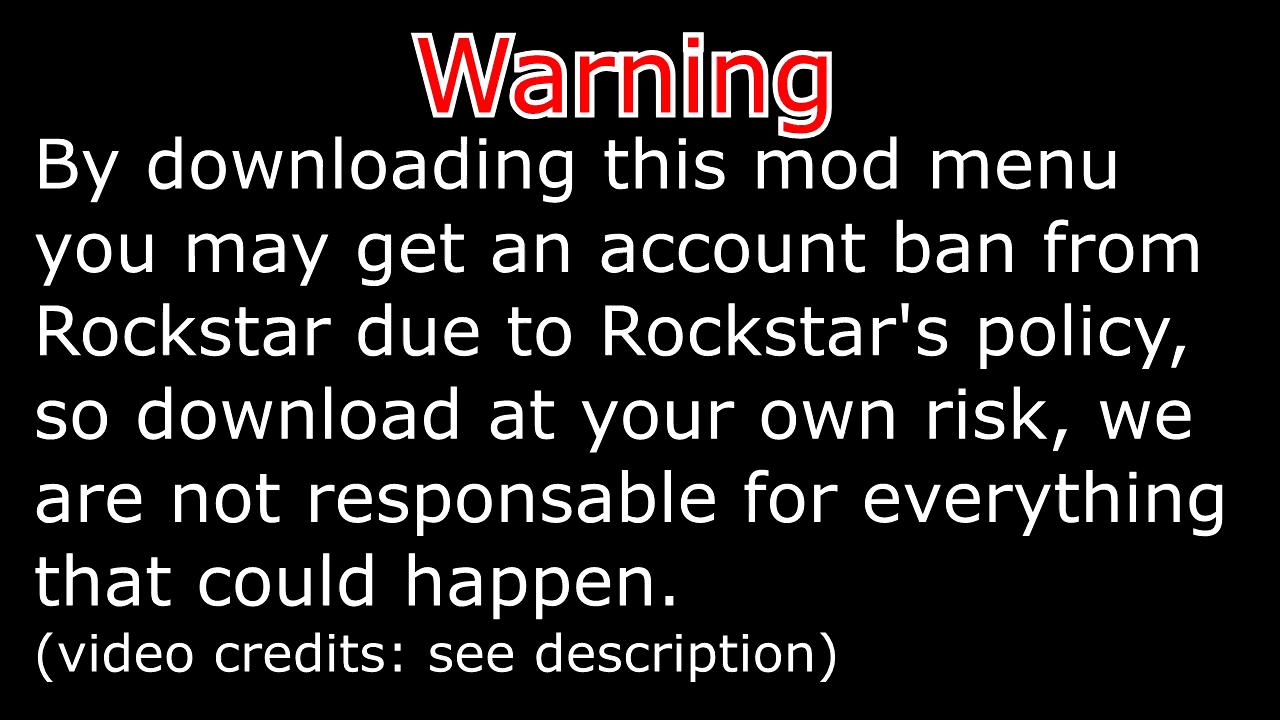 Warning
By downloading this mod menu
you may get an account ban from
Rockstar due to Rockstar's policy,
so download at your own risk, we
are not responsable for everything
that could happen.
(video credits: see description)